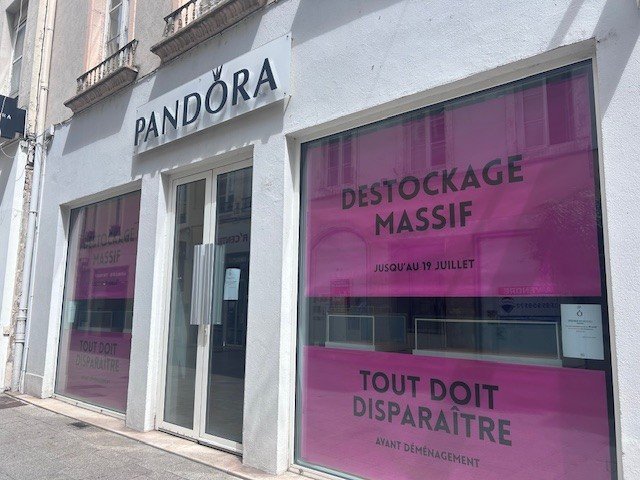 PANDORA
DESTOCKAGE
MASSIF
TOUT DOIT
DISPARAÎTRE
DESTOCKAGE
MASSIF
JUSQU'AU 19 JUILLET
TOUT DOIT
DISPARAÎTRE
AVANT DÉMÉNAGEMENT